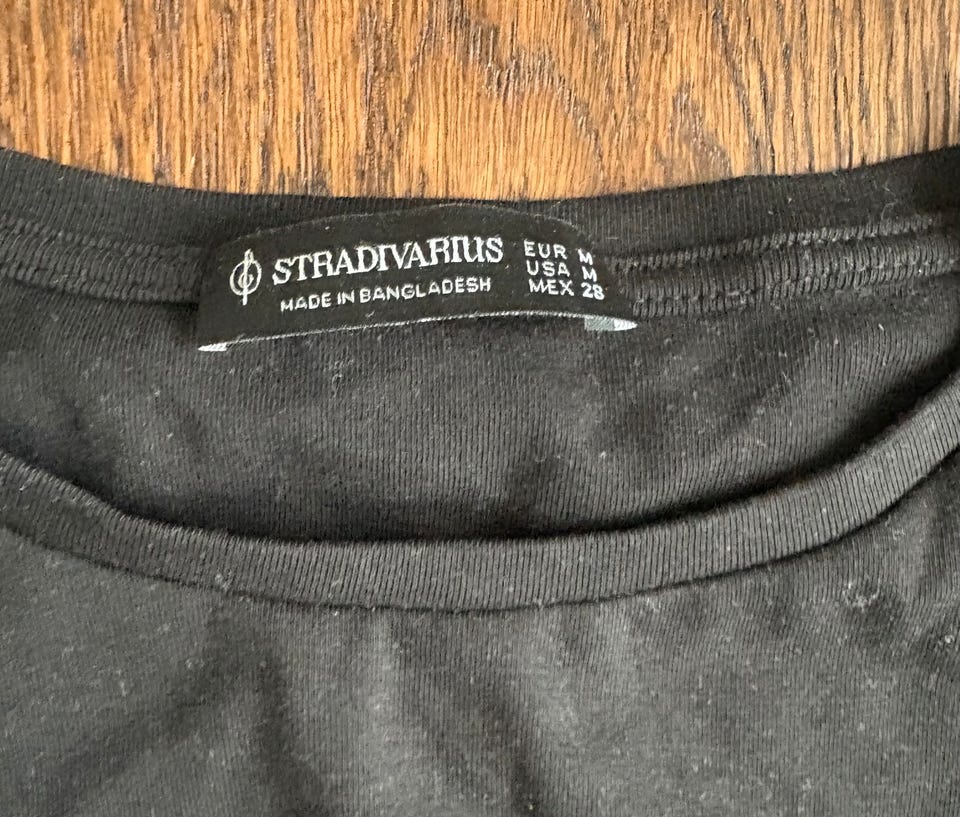 STRADIVARIUS
MADE IN BANGLADESH
EUR M
USA M
MEX 28